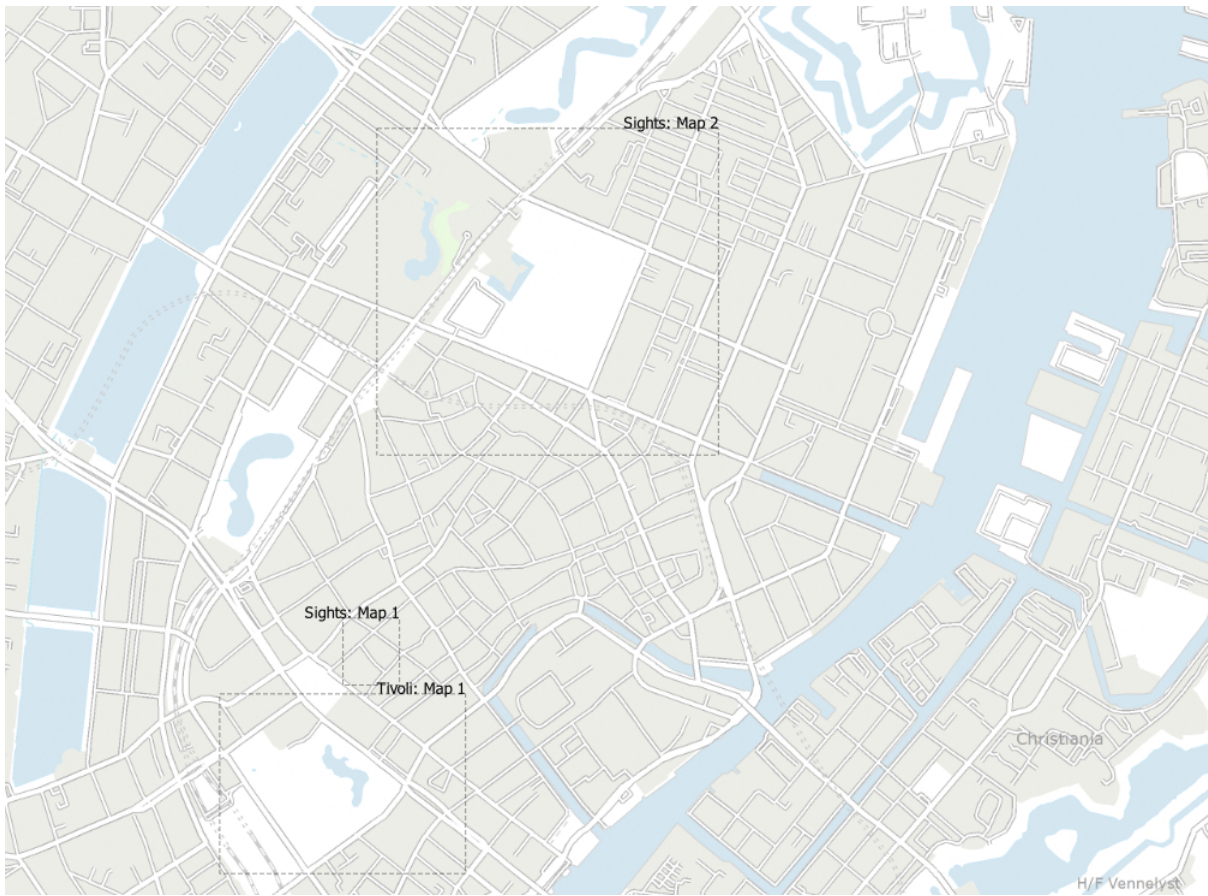 Sights: Map 2
Sights: Map 1
Tivoli: Map 1
Christiania
H/F Vennelyst